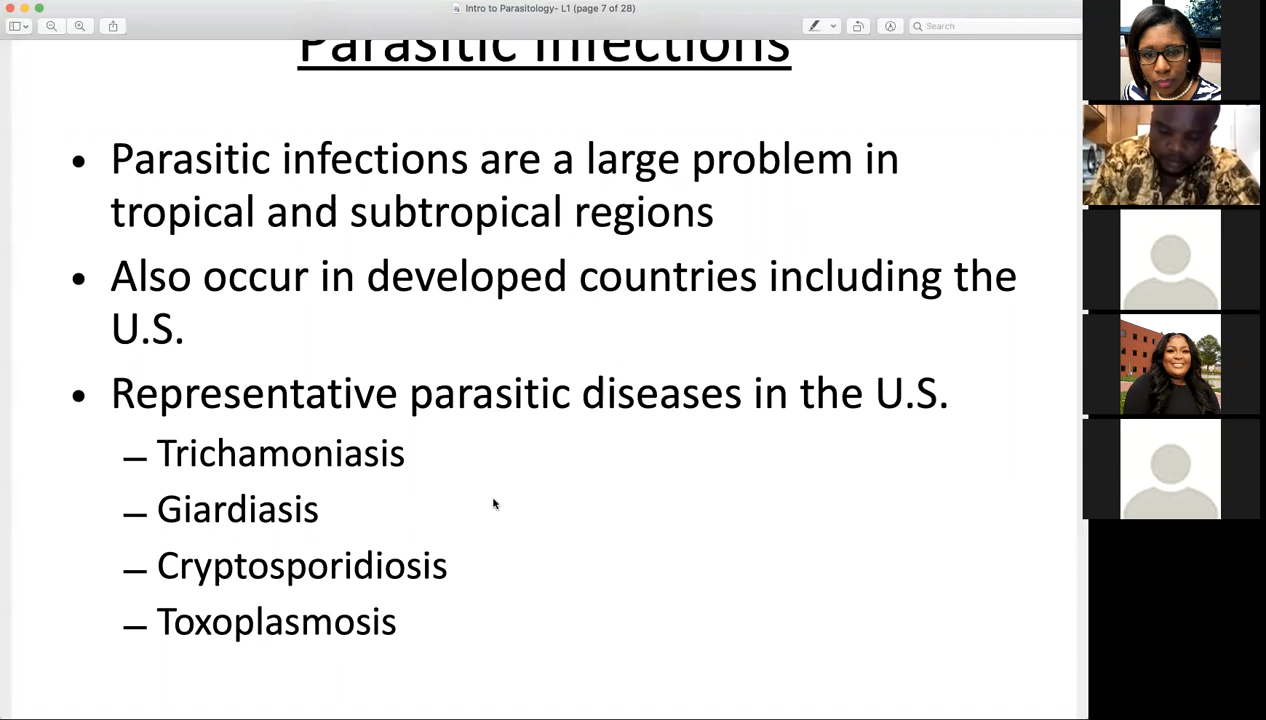 Intro to Parasitology- L1 (page 7 of 28)
Search
Parasitic Infections
• Parasitic infections are a large problem in
tropical and subtropical regions
• Also occur in developed countries including the
U.S.
• Representative parasitic diseases in the U.S.
– Trichamoniasis
– Giardiasis
– Cryptosporidiosis
– Toxoplasmosis